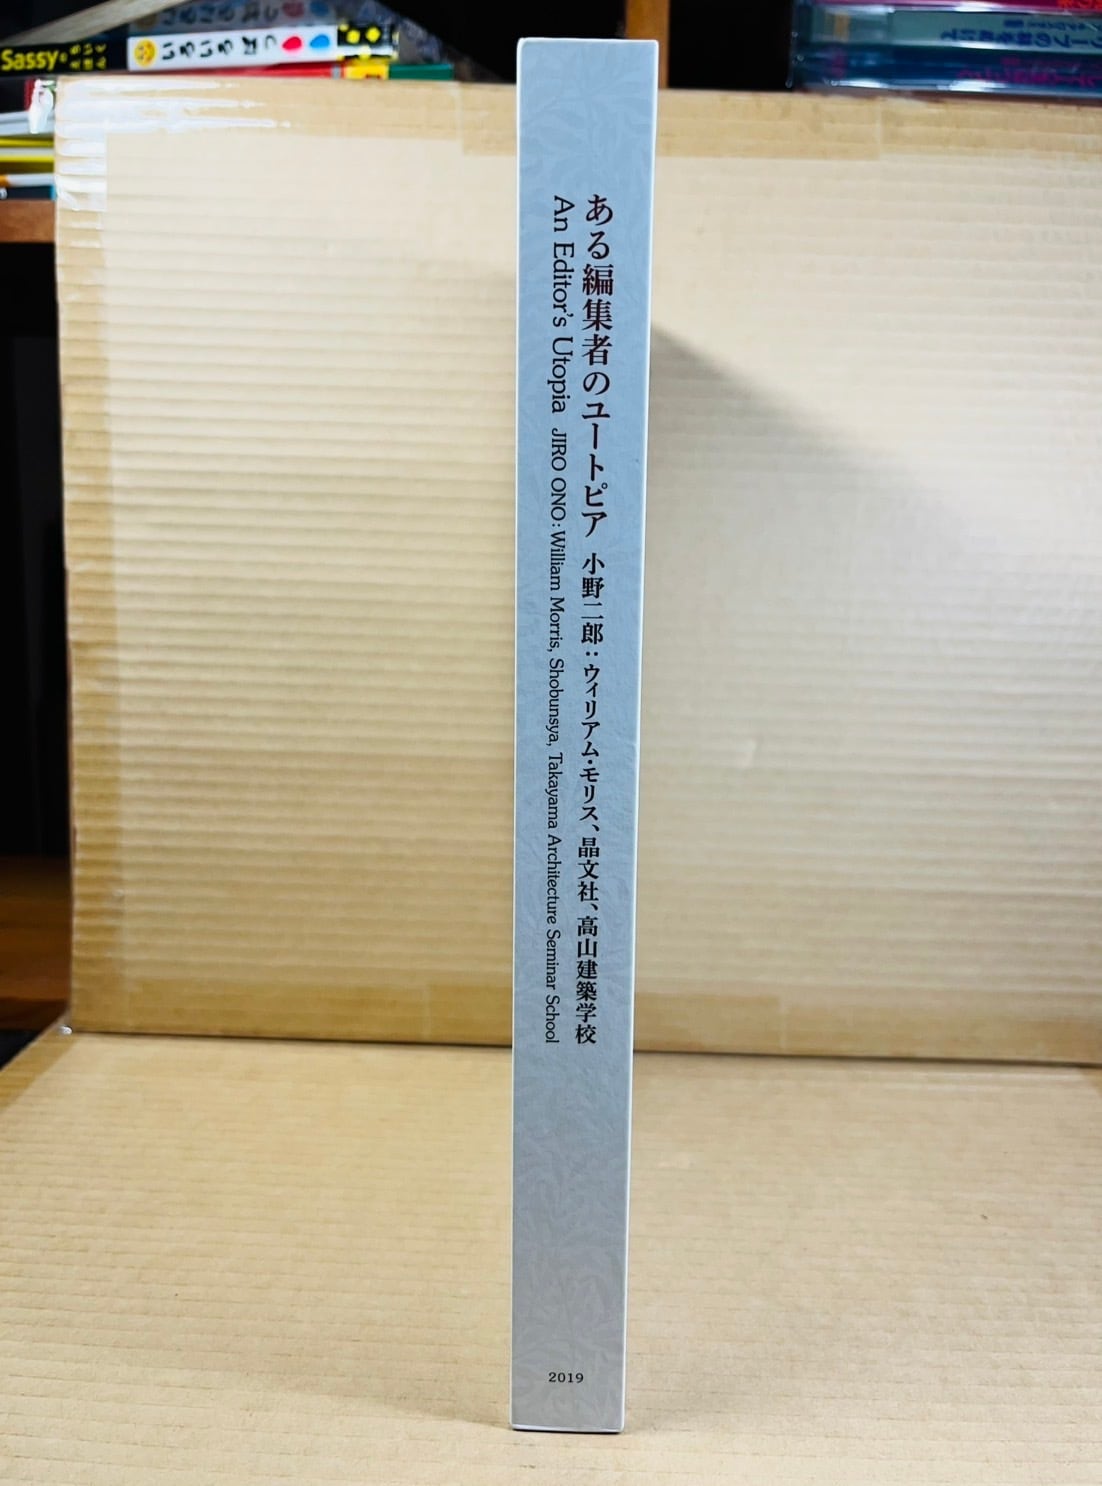 ある編集者のユートピア 小野二郎：ウィリアム・モリス、晶文社、高山建築学校
An Editor's Utopia JIRO ONO : William Morris, Shobunsya, Takayama Architecture Seminar School
2019
Sassy